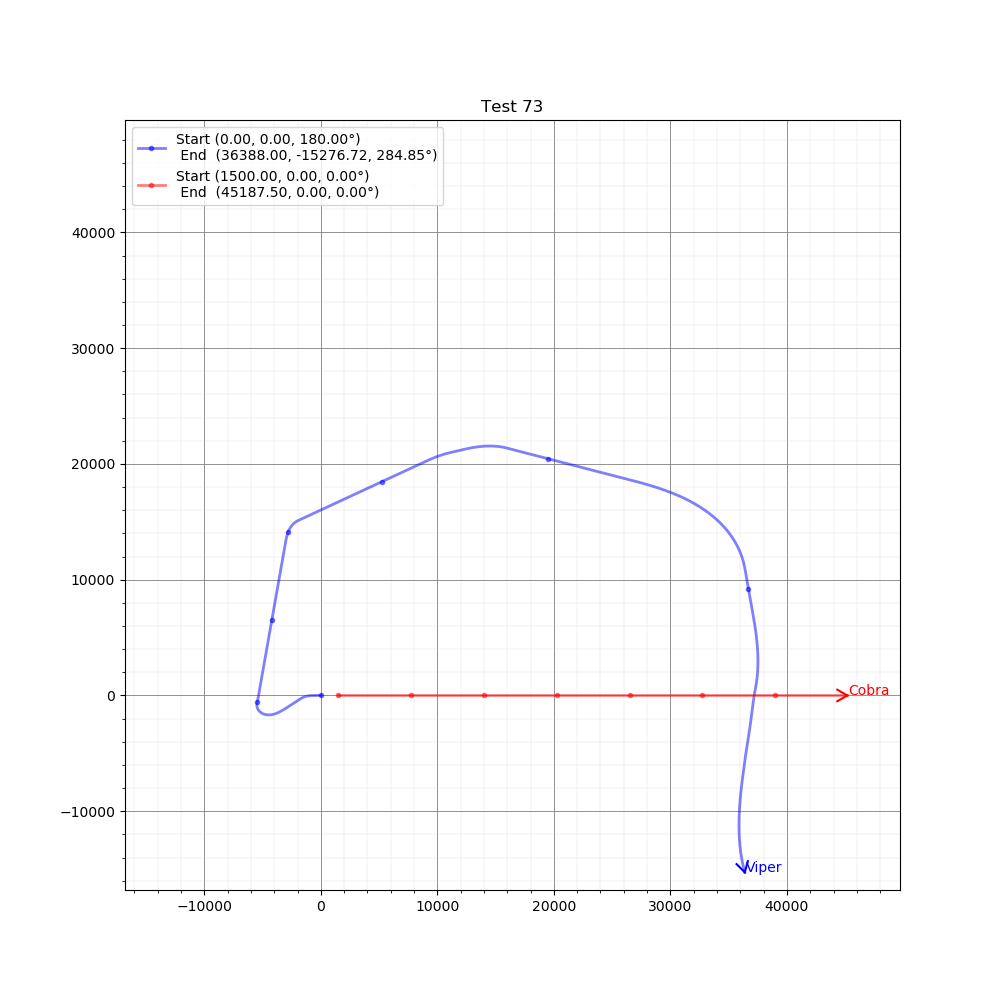 Test 73
Start (0.00, 0.00, 180.00°)
End  (36388.00, -15276.72, 284.85°)
Start (1500.00, 0.00, 0.00°)
End  (45187.50, 0.00, 0.00°)
40000
30000
20000
10000
0
−10000
Cobra
Viper
−10000
0
10000
20000
30000
40000